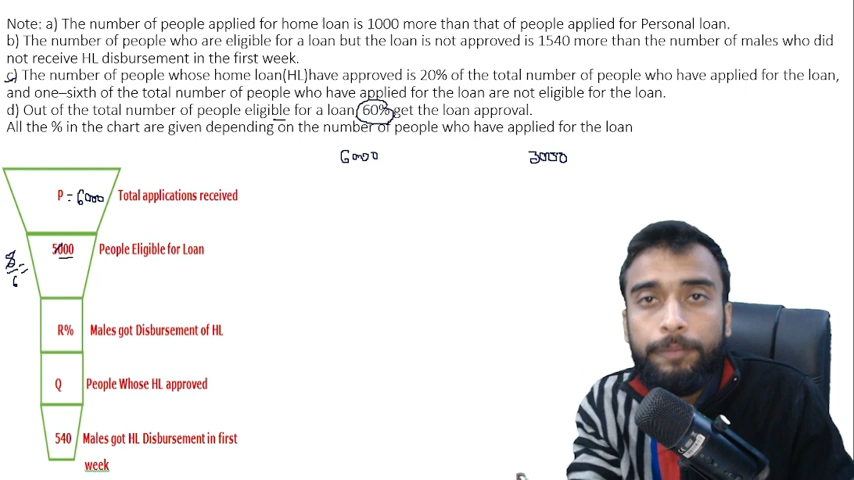 Note: a) The number of people applied for home loan is 1000 more than that of people applied for Personal loan.
b) The number of people who are eligible for a loan but the loan is not approved is 1540 more than the number of males who did
not receive HL disbursement in the first week.
c) The number of people whose home loan(HL)have approved is 20% of the total number of people who have applied for the loan,
and one–sixth of the total number of people who have applied for the loan are not eligible for the loan.
d) Out of the total number of people eligible for a loan 60% get the loan approval.
All the % in the chart are given depending on the number of people who have applied for the loan
6000 3000
P = 6000 Total applications received
5000 People Eligible for Loan
5/6
R% Males got Disbursement of HL
Q People Whose HL approved
540 Males got HL Disbursement in first
week